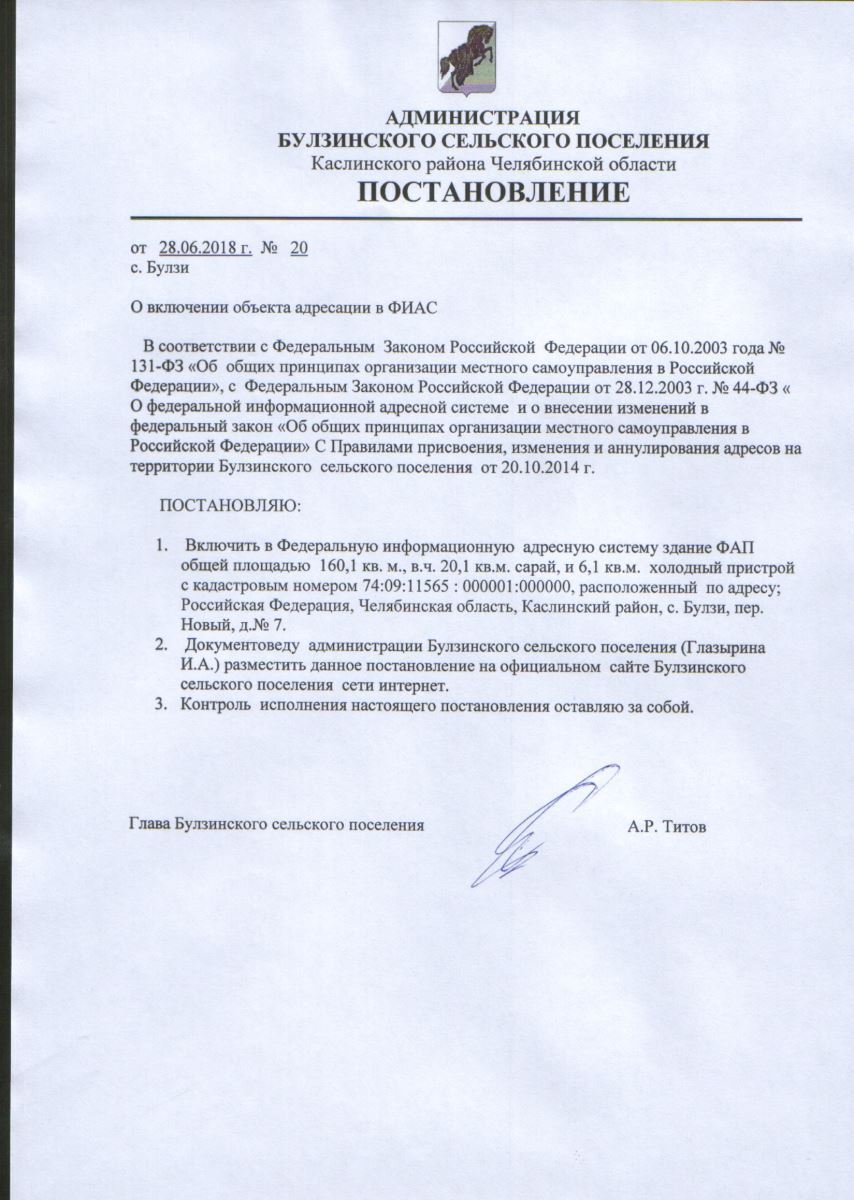 АДМИНИСТРАЦИЯ
БУЛЗИНСКОГО СЕЛЬСКОГО ПОСЕЛЕНИЯ
Каслинского района Челябинской области
ПОСТАНОВЛЕНИЕ
от 28.06.2018 г. № 20
с. Булзи
О включении объекта адресации в ФИАС
В соответствии с Федеральным Законом Российской Федерации от 06.10.2003 года №
131-ФЗ «Об общих принципах организации местного самоуправления в Российской
Федерации», с Федеральным Законом Российской Федерации от 28.12.2003 г. № 44-ФЗ «
О федеральной информационной адресной системе и о внесении изменений в
федеральный закон «Об общих принципах организации местного самоуправления в
Российской Федерации» С Правилами присвоения, изменения и аннулирования адресов на
территории Булзинского сельского поселения от 20.10.2014 г.
ПОСТАНОВЛЯЮ:
1. Включить в Федеральную информационную адресную систему здание ФАП
общей площадью 160,1 кв. м., в.ч. 20,1 кв.м. сарай, и 6,1 кв.м. холодный пристрой
с кадастровым номером 74:09:11565 : 000001:000000, расположенный по адресу;
Российская Федерация, Челябинская область, Каслинский район, с. Булзи, пер.
Новый, д.№ 7.
2. Документоведу администрации Булзинского сельского поселения (Глазырина
И.А.) разместить данное постановление на официальном сайте Булзинского
сельского поселения сети интернет.
3. Контроль исполнения настоящего постановления оставляю за собой.
Глава Булзинского сельского поселения А.Р. Титов